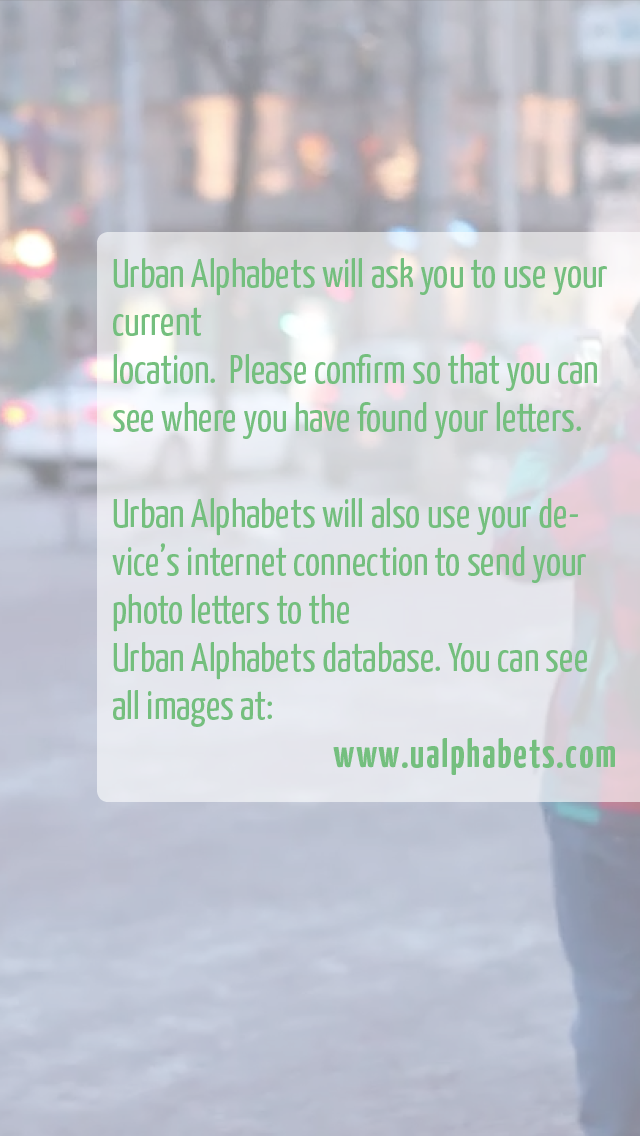 Urban Alphabets will ask you to use your
current
location.  Please confirm so that you can
see where you have found your letters.
Urban Alphabets will also use your de-
vice’s internet connection to send your
photo letters to the
Urban Alphabets database. You can see
all images at:
www.ualphabets.com